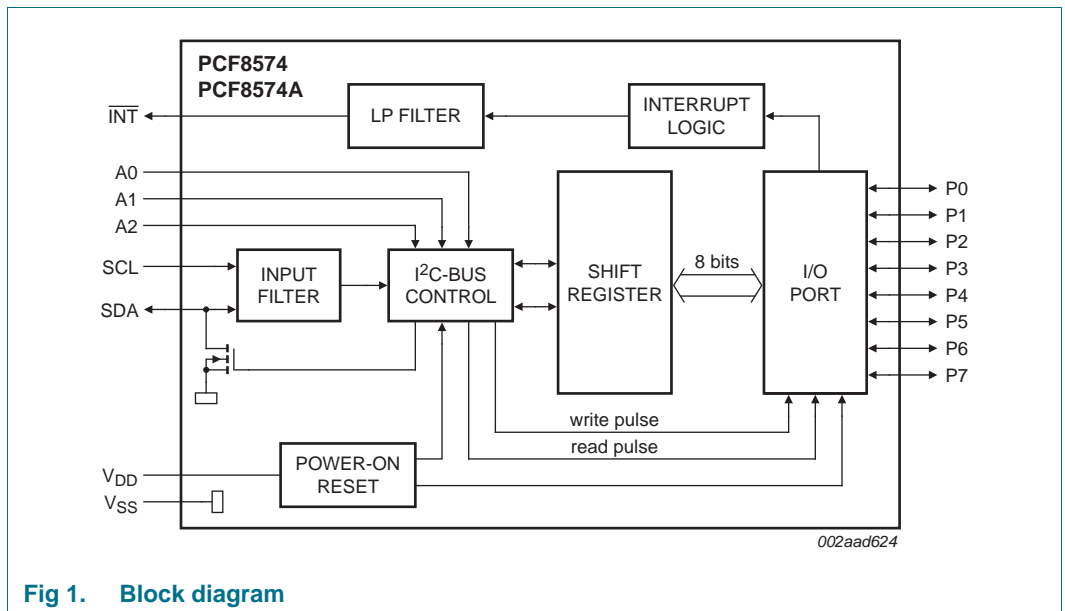 PCF8574
PCF8574A
INT
LP FILTER
INTERRUPT
LOGIC
A0
A1
A2
SCL
SDA
INPUT
FILTER
I2C-BUS
CONTROL
SHIFT
REGISTER
8 bits
I/O
PORT
P0
P1
P2
P3
P4
P5
P6
P7
write pulse
read pulse
POWER-ON
RESET
VDD
VSS
002aad624
Fig 1. Block diagram